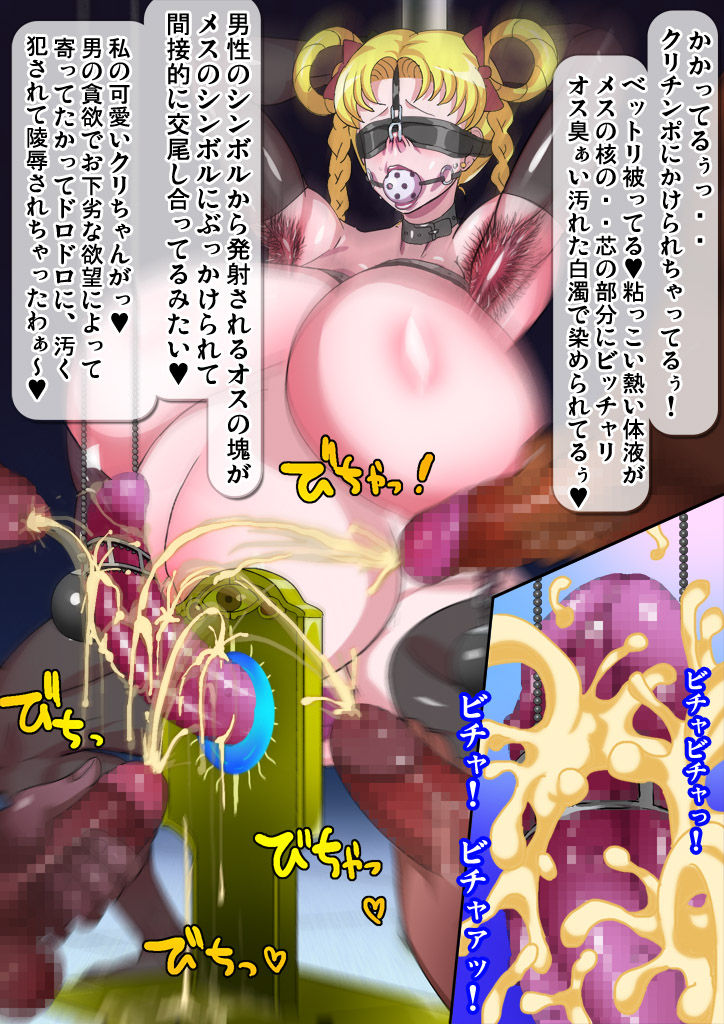 かかってるぅっ・・・
クリチンポにかけられちゃってるぅ!
ベットリ被ってる♥粘っこい熱い体液が
メスの核の・・芯の部分にビッチャリ
オス臭ぁい汚れた白濁で染められてるぅ♥
男性のシンボルから発射されるオスの塊が
メスのシンボルにぶっかけられて
間接的に交尾し合ってるみたい♥
私の可愛いクリちゃんがっ♥
男の貪欲でお下劣な欲望によって
寄ってたかってドロドロに、汚く
犯されて陵辱されちゃったわぁ~♥
びちゃっ!
びちっ
びちゃっ♡
びちっ♡
ビチャビチャっ!
ビチャ!
ビチャァッ!